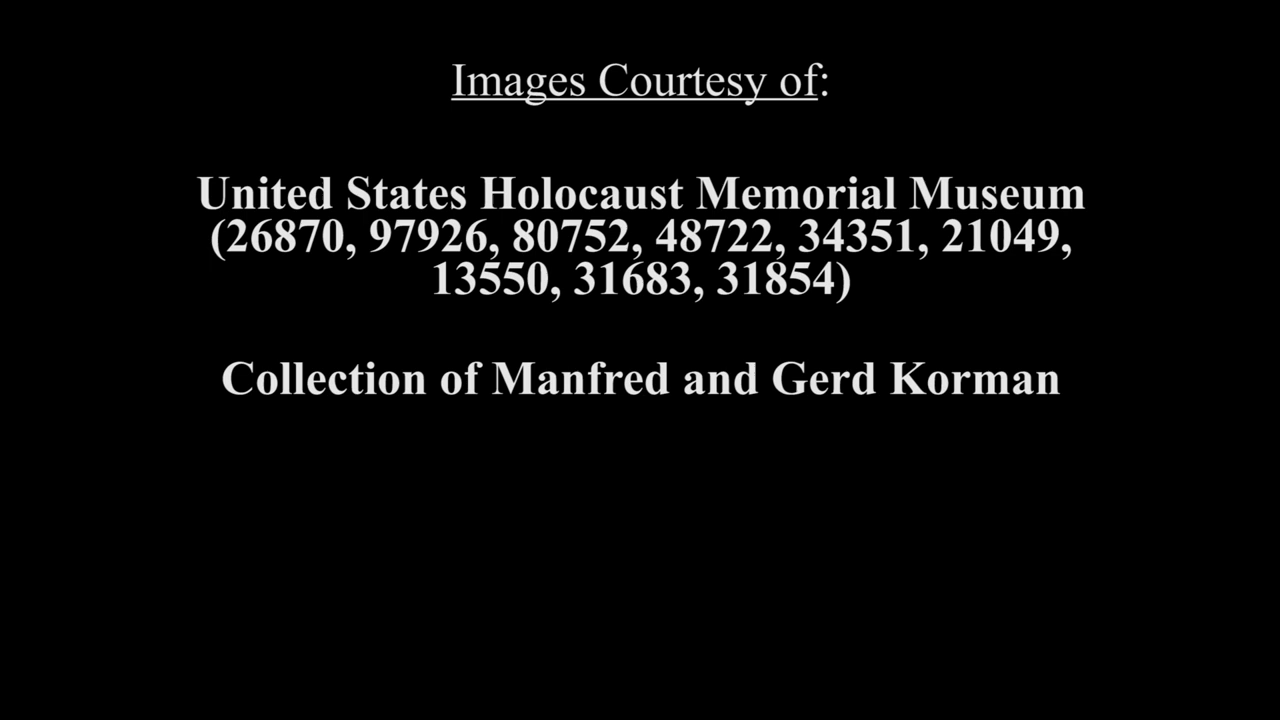 Images Courtesy of:
United States Holocaust Memorial Museum
(26870, 97926, 80752, 48722, 34351, 21049,
13550, 31683, 31854)
Collection of Manfred and Gerd Korman